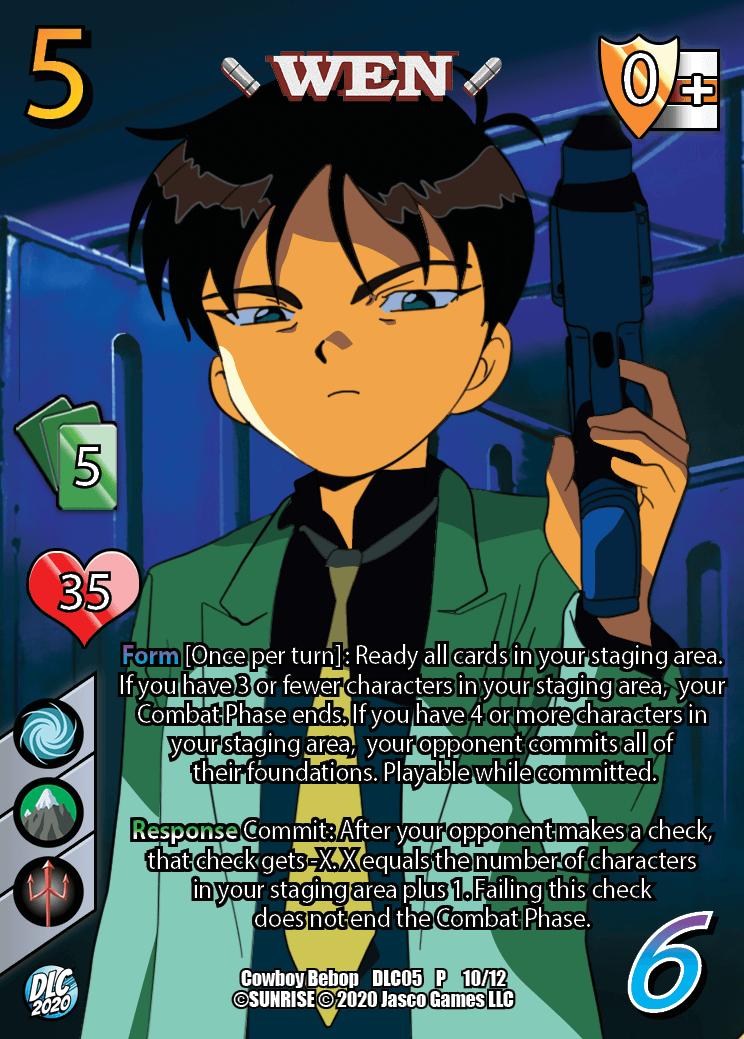 5
WEN
0 +
5
35
Form [Once per turn]: Ready all cards in your staging area.
If you have 3 or fewer characters in your staging area, your
Combat Phase ends. If you have 4 or more characters in
your staging area, your opponent commits all of
their foundations. Playable while committed.
Response Commit: After your opponent makes a check,
that check gets -X. X equals the number of characters
in your staging area plus 1. Failing this check
does not end the Combat Phase.
6
DLC
2020
Cowboy Bebop DLC05 P 10/12
©SUNRISE © 2020 Jasco Games LLC